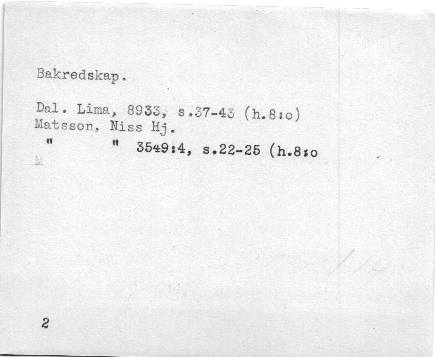 Bakredskap.
Dal. Lima, 8933, s.37-43 (h.8:o)
Matsson, Niss Hj.
" " 3549:4, s.22-25 (h.8:o
M
2